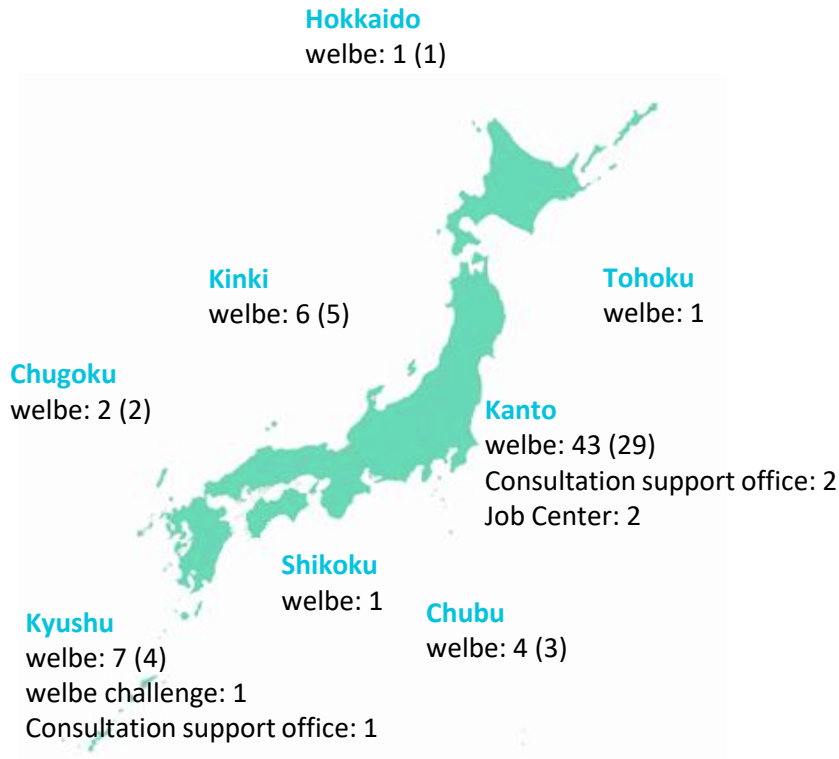 Hokkaido
welbe: 1 (1)
Kinki
welbe: 6 (5)
Tohoku
welbe: 1
Chugoku
welbe: 2 (2)
Kanto
welbe: 43 (29)
Consultation support office: 2
Job Center: 2
Shikoku
welbe: 1
Chubu
welbe: 4 (3)
Kyushu
welbe: 7 (4)
welbe challenge: 1
Consultation support office: 1